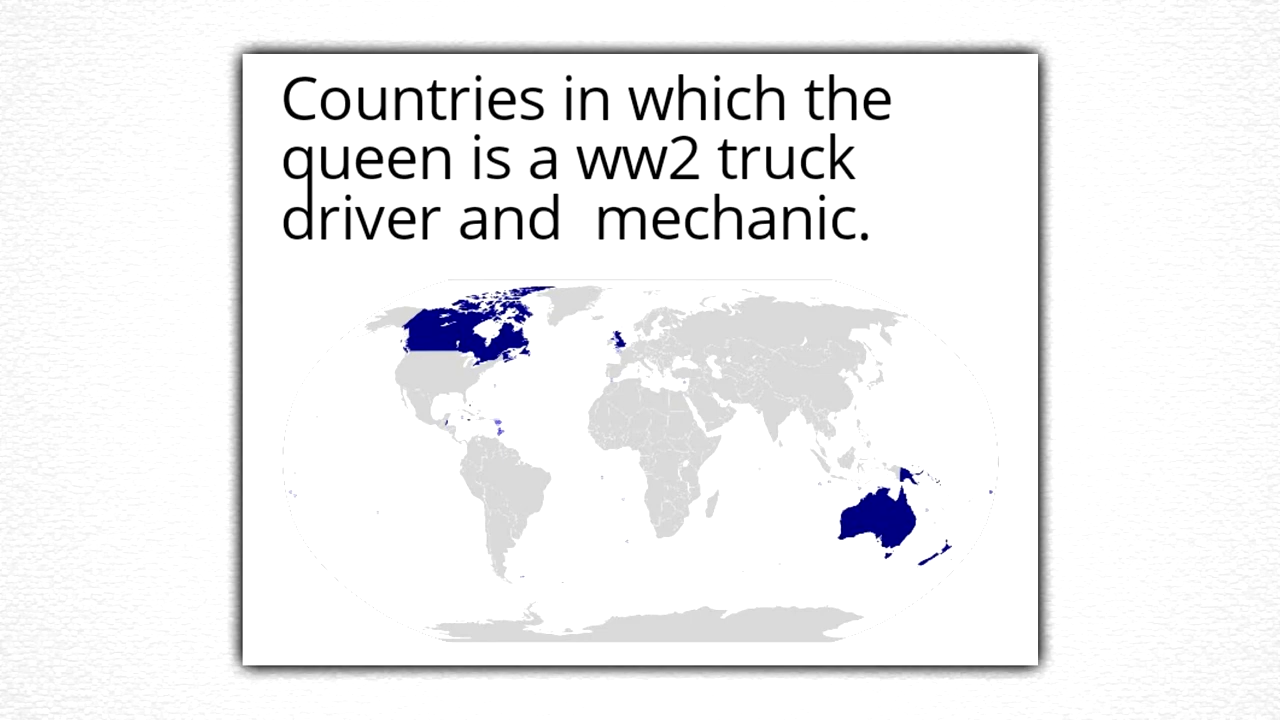 Countries in which the
queen is a ww2 truck
driver and  mechanic.